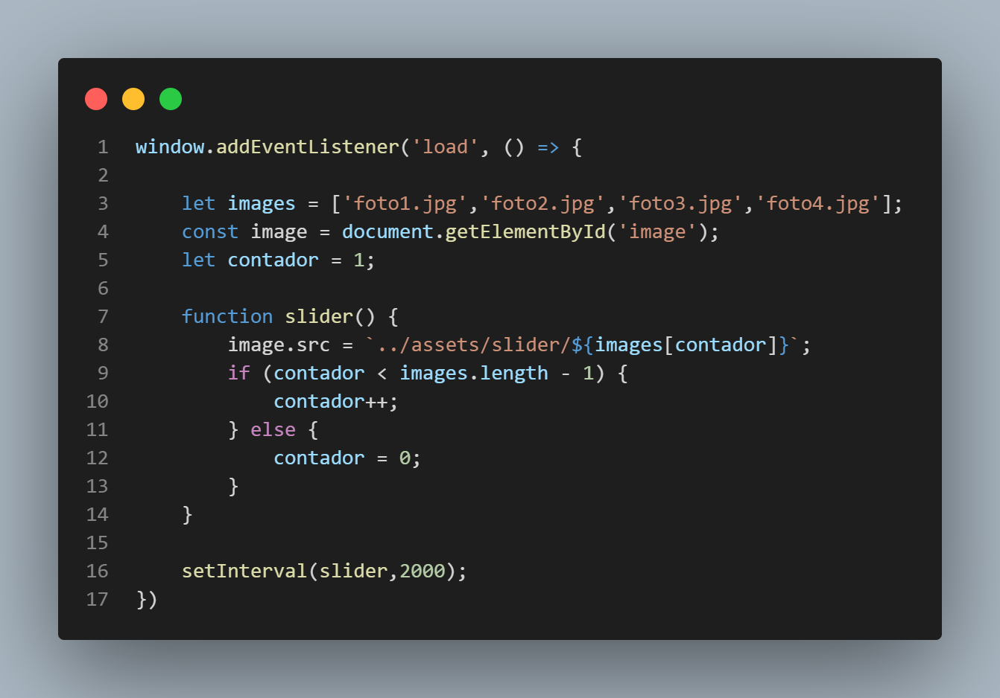 1 window.addEventListener('load', () => {
2
3     let images = ['foto1.jpg','foto2.jpg','foto3.jpg','foto4.jpg'];
4     const image = document.getElementById('image');
5     let contador = 1;
6
7     function slider() {
8         image.src = `../assets/slider/${images[contador]}`;
9         if (contador < images.length - 1) {
10             contador++;
11         } else {
12             contador = 0;
13         }
14     }
15
16     setInterval(slider,2000);
17 })